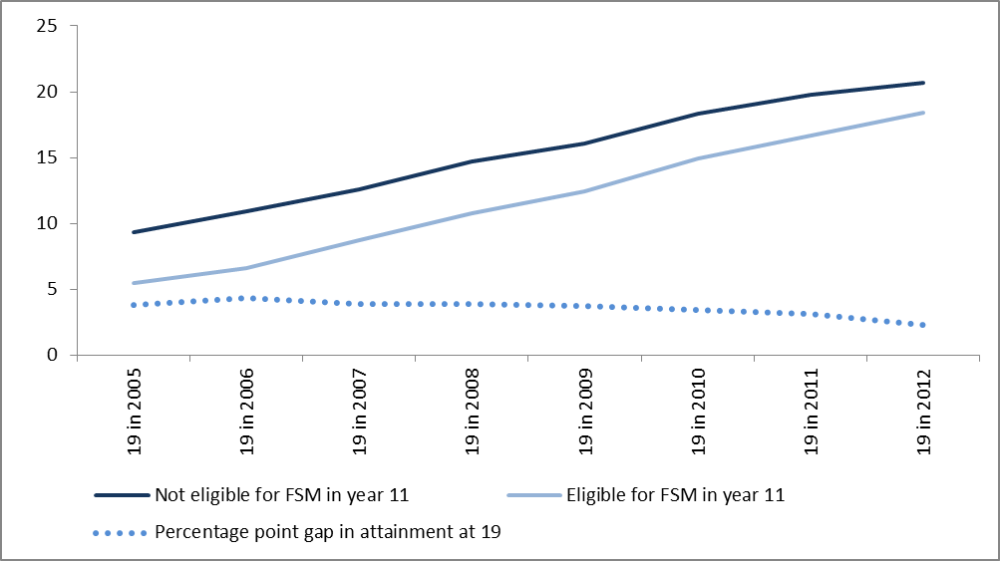 25
20
15
10
5
0
19 in 2005
19 in 2006
19 in 2007
19 in 2008
19 in 2009
19 in 2010
19 in 2011
19 in 2012
Not eligible for FSM in year 11
Eligible for FSM in year 11
Percentage point gap in attainment at 19